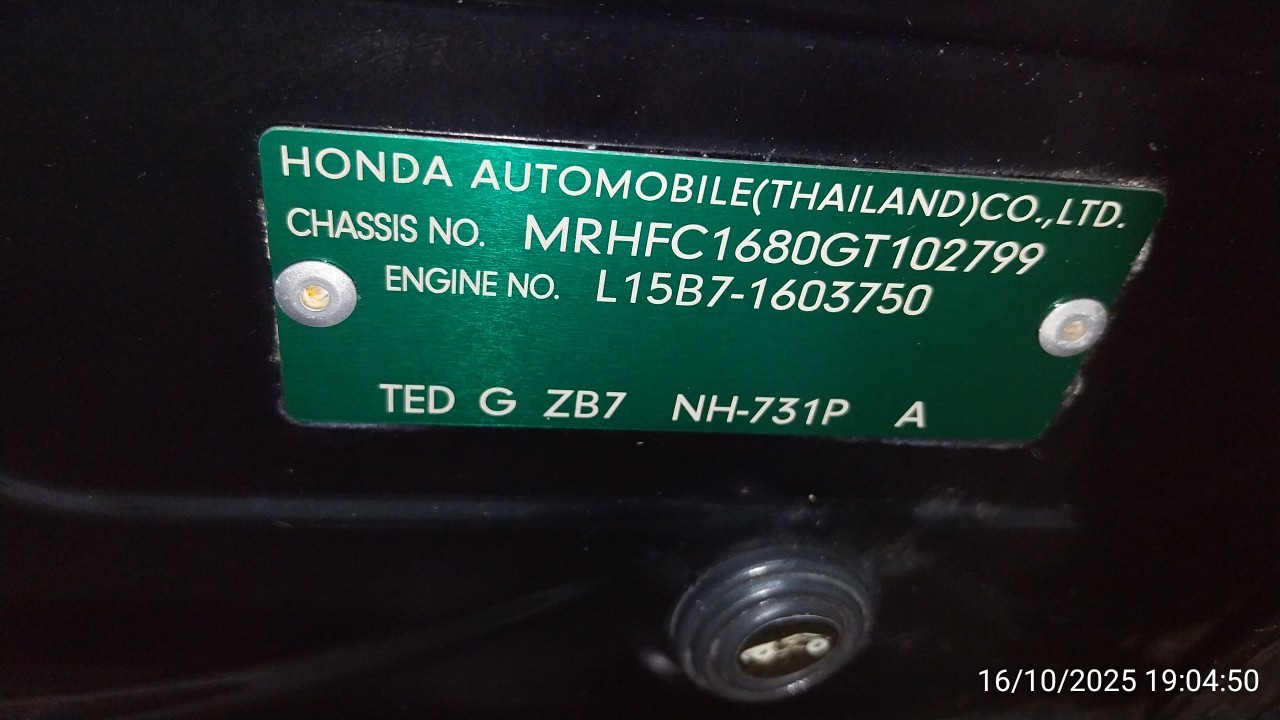 HONDA AUTOMOBILE(THAILAND)CO.,LTD.
CHASSIS NO. MRHFC1680GT102799
ENGINE NO. L15B7-1603750
TED G ZB7 NH-731P A
16/10/2025 19:04:50